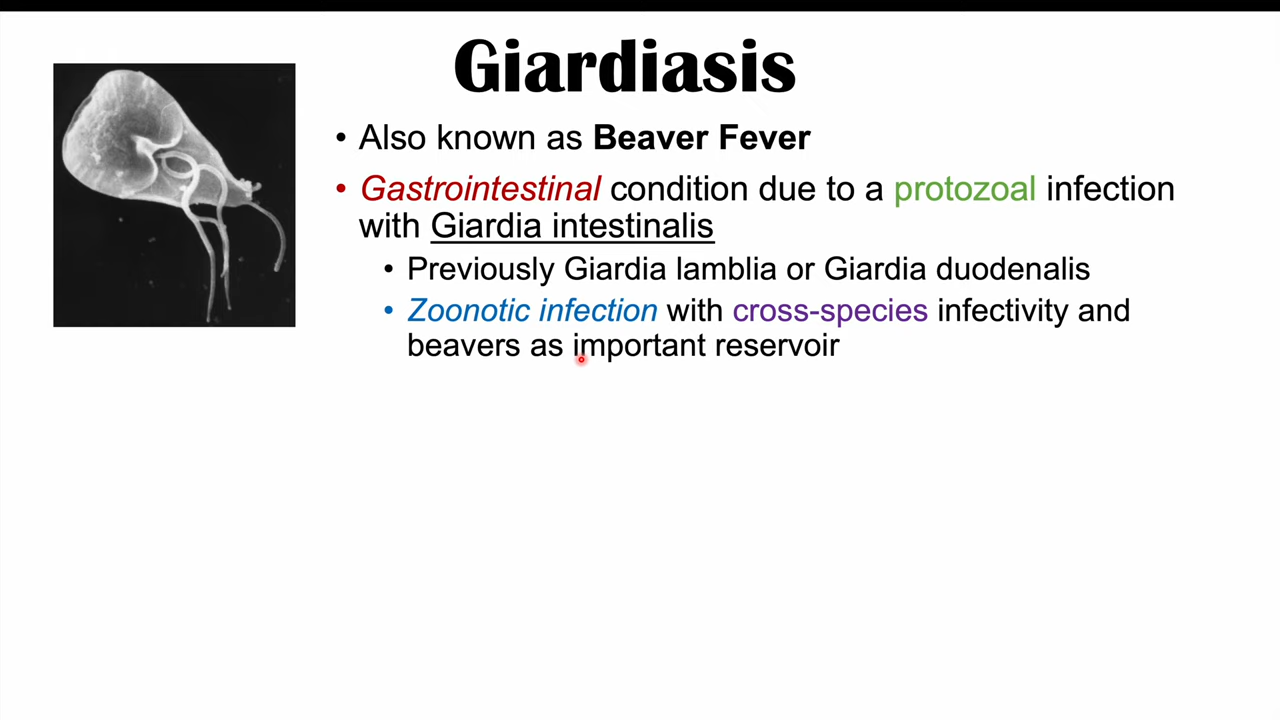 Giardiasis
• Also known as Beaver Fever
• Gastrointestinal condition due to a protozoal infection
with Giardia intestinalis
• Previously Giardia lamblia or Giardia duodenalis
• Zoonotic infection with cross-species infectivity and
beavers as important reservoir